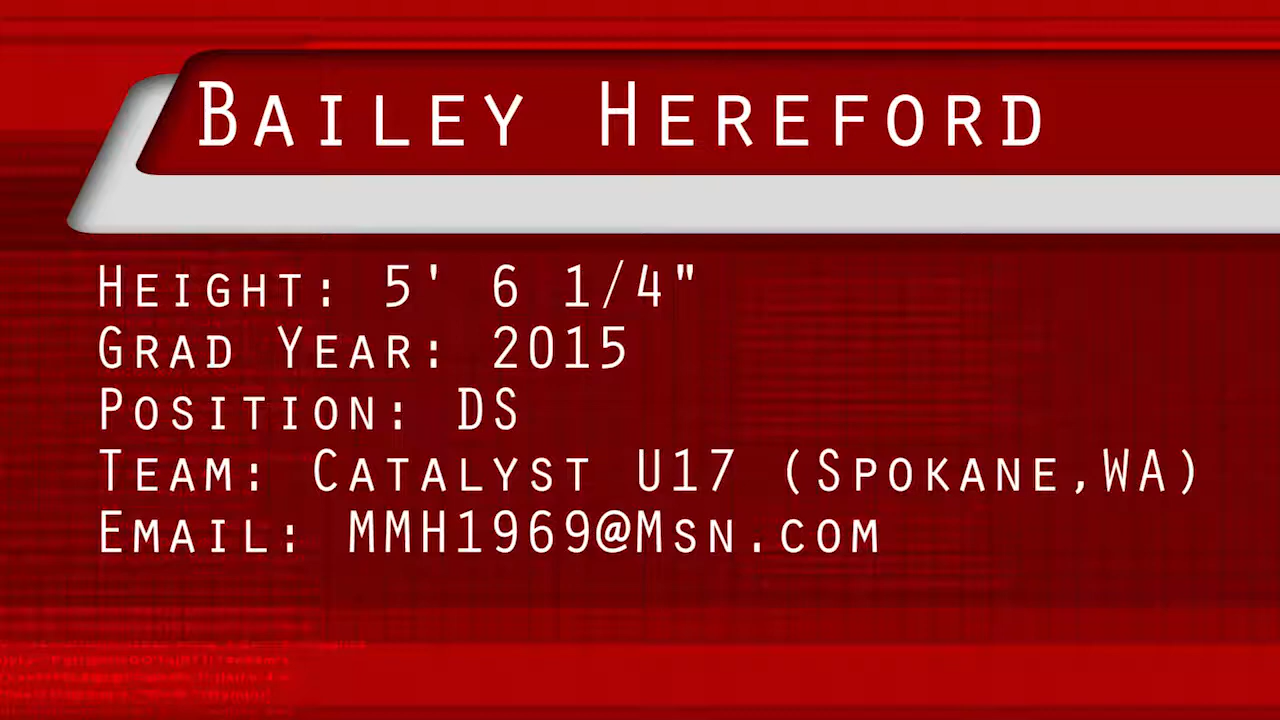 Bailey Hereford
Height: 5' 6 1/4"
Grad Year: 2015
Position: DS
Team: Catalyst U17 (Spokane,WA)
Email: MMH1969@Msn.com